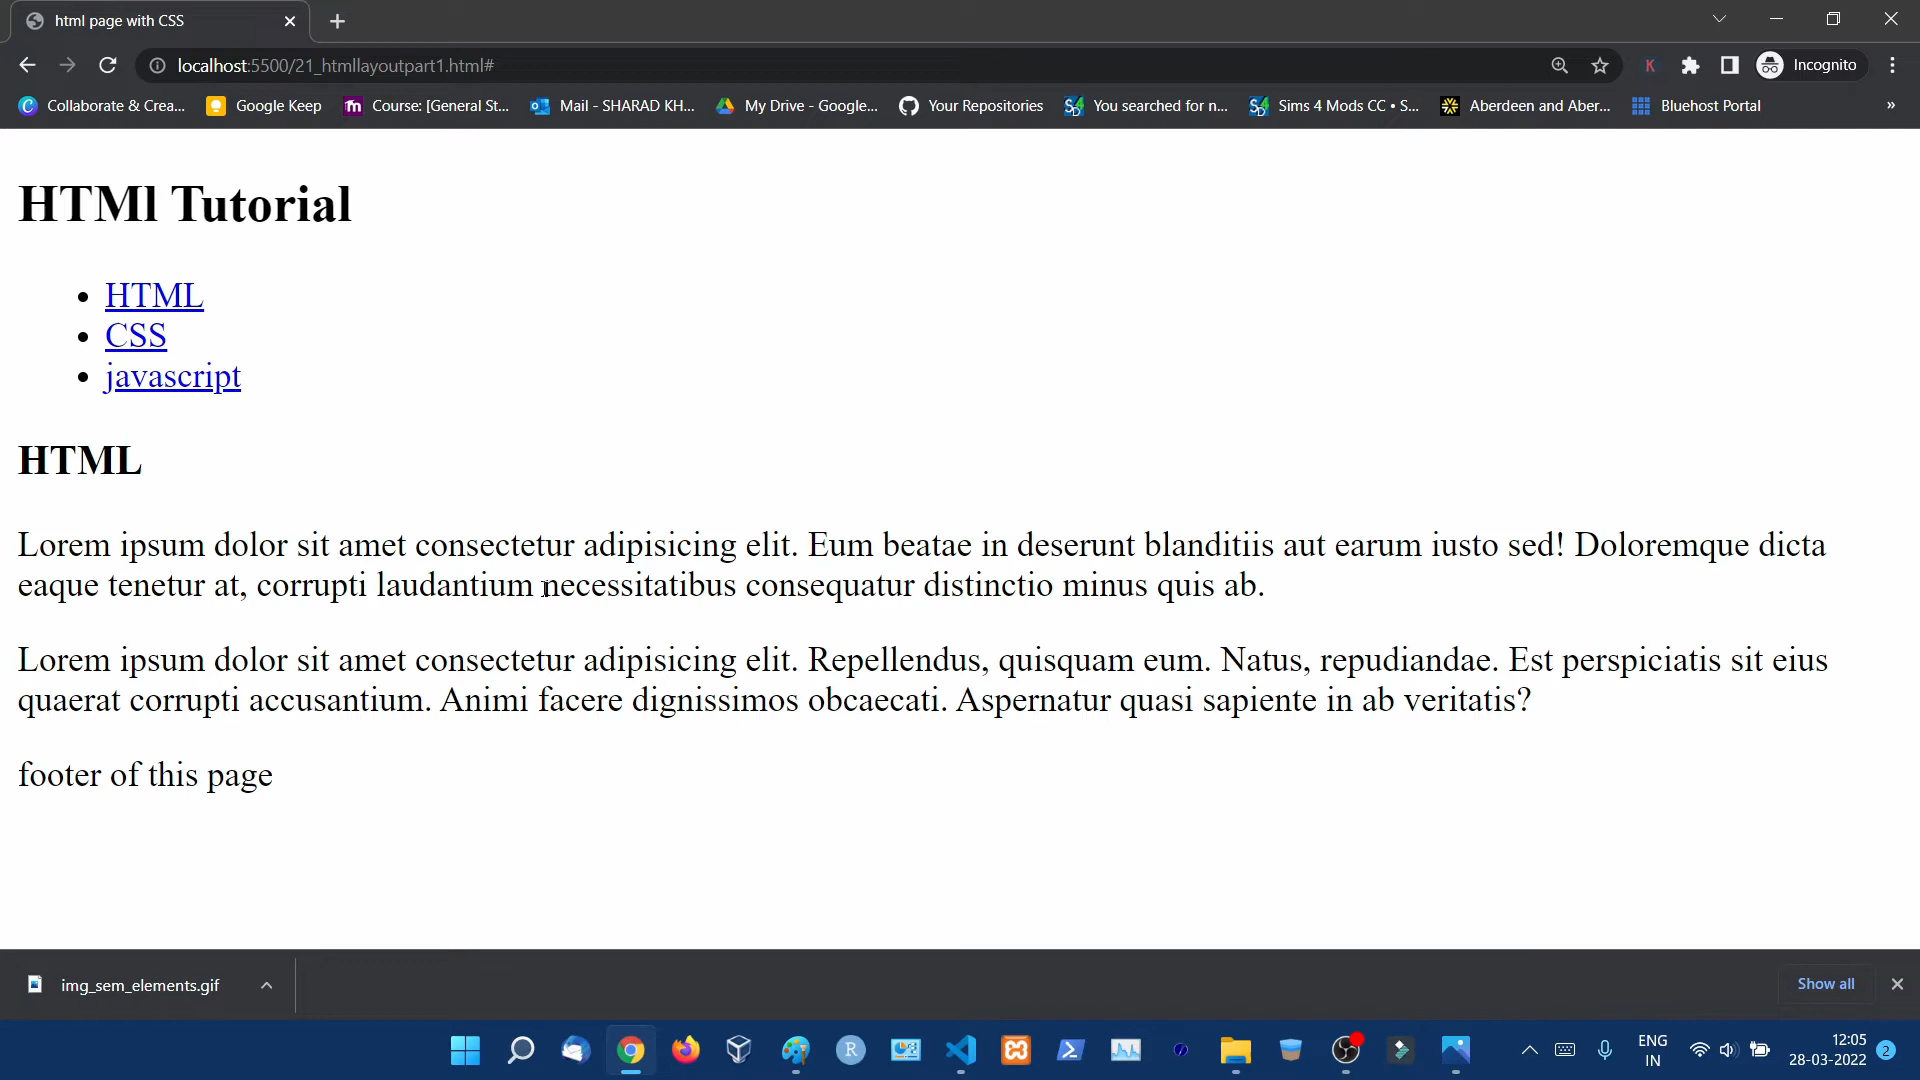 html page with CSS
localhost:5500/21_htmllayoutpart1.html#
K
Incognito
Collaborate & Crea...
Google Keep
m
Course: [General St...
Mail - SHARAD KH...
My Drive - Google...
Your Repositories
You searched for n...
Sims 4 Mods CC • S...
Aberdeen and Aber...
Bluehost Portal
»
HTMl Tutorial
• HTML
• CSS
• javascript
HTML
Lorem ipsum dolor sit amet consectetur adipisicing elit. Eum beatae in deserunt blanditiis aut earum iusto sed! Doloremque dicta
eaque tenetur at, corrupti laudantium necessitatibus consequatur distinctio minus quis ab.
Lorem ipsum dolor sit amet consectetur adipisicing elit. Repellendus, quisquam eum. Natus, repudiandae. Est perspiciatis sit eius
quaerat corrupti accusantium. Animi facere dignissimos obcaecati. Aspernatur quasi sapiente in ab veritatis?
footer of this page
img_sem_elements.gif
Show all
R
ENG
IN
12:05
28-03-2022
2